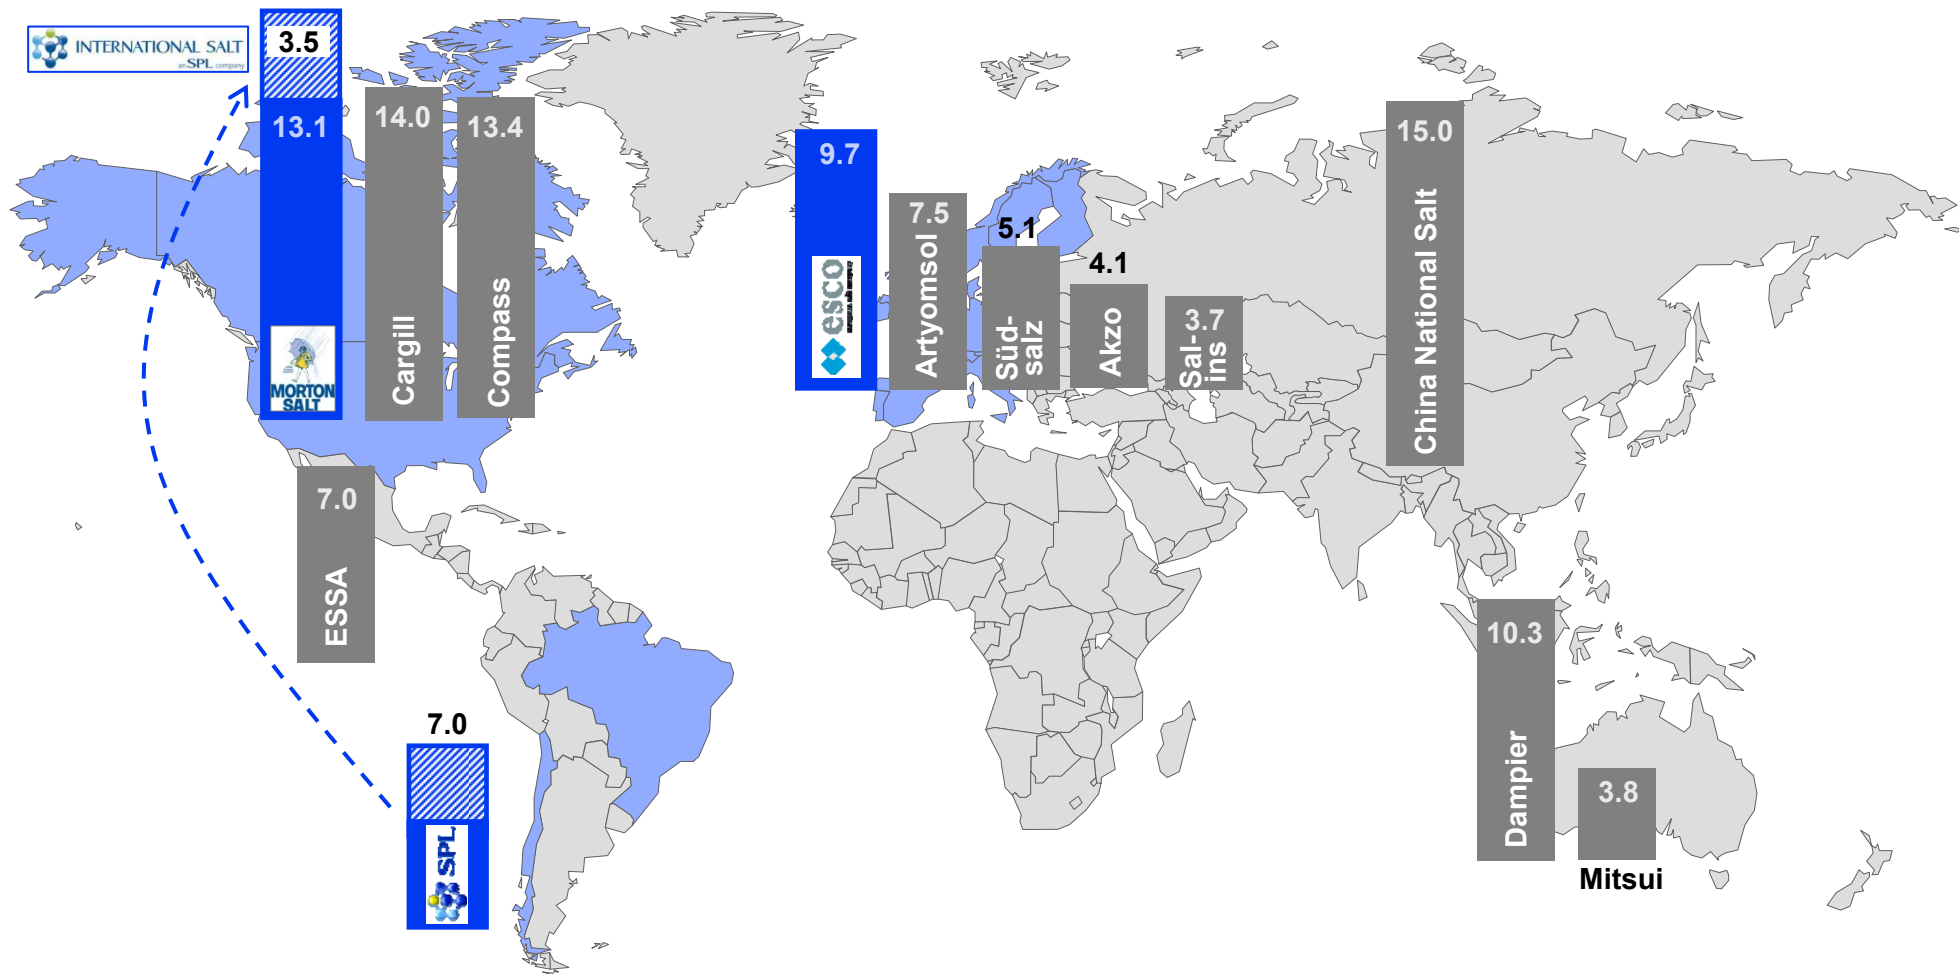 INTERNATIONAL SALT
an SPL company
3.5
13.1
MORTON
SALT
14.0
Cargill
13.4
Compass
7.0
ESSA
7.0
SPL
9.7
esco
7.5
Artyomsol
5.1
Süd-
salz
4.1
Akzo
3.7
Sal-
ins
15.0
China National Salt
10.3
Dampier
3.8
Mitsui